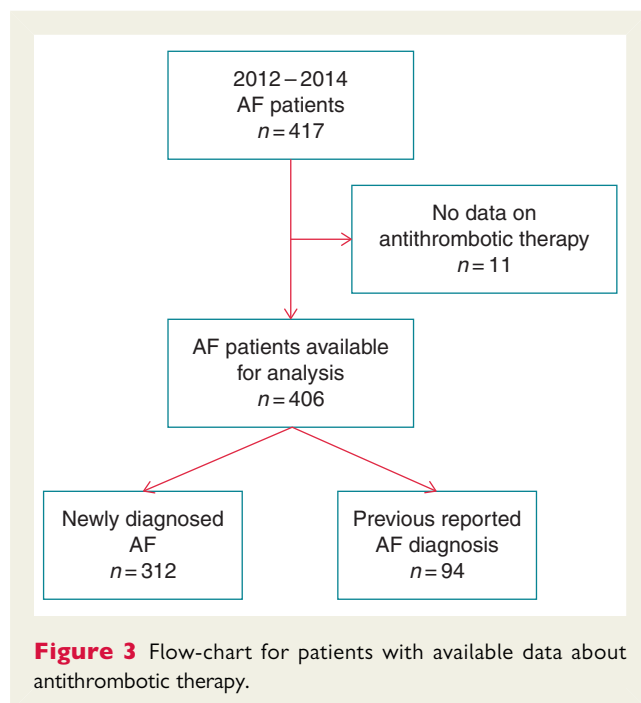 2012–2014
AF patients
n=417
No data on
antithrombotic therapy
n=11
AF patients available
for analysis
n=406
Newly diagnosed
AF
n=312
Previous reported
AF diagnosis
n=94
Figure 3 Flow-chart for patients with available data about
antithrombotic therapy.